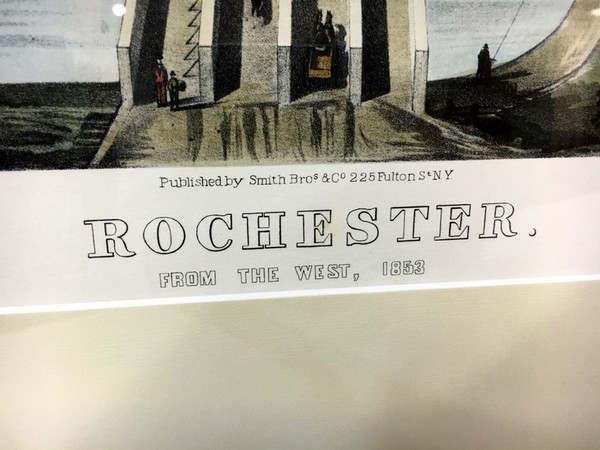 Published by Smith Bros & Co 225 Fulton St N.Y.
ROCHESTER.
FROM THE WEST, 1853